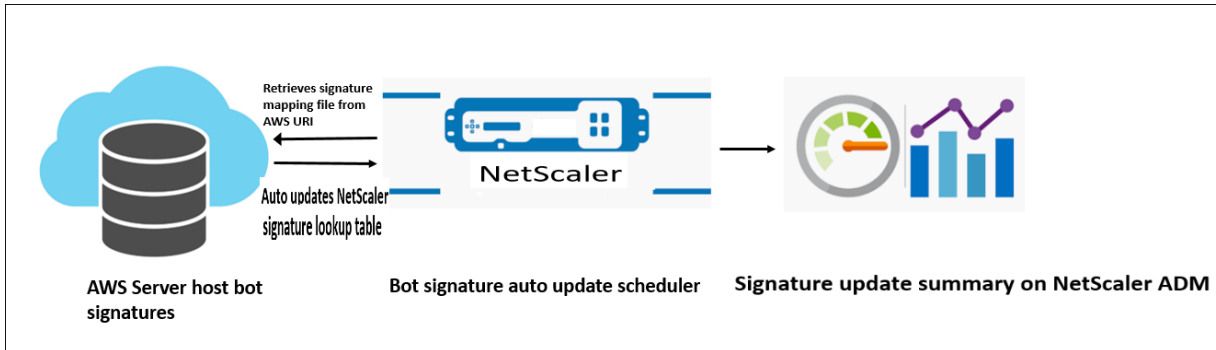 Retrieves signature
mapping file from
AWS URI
Auto updates NetScaler
signature lookup table
NetScaler
AWS Server host bot
signatures
Bot signature auto update scheduler
Signature update summary on NetScaler ADM